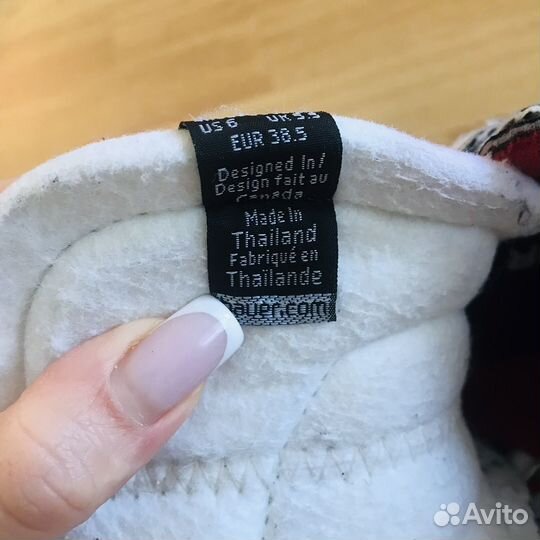 US 6 UK 5.5
EUR 38.5
Designed In/
Design fait au
Canada
Made In
Thailand
Fabriqué en
Thaïlande
auer.com
Avito